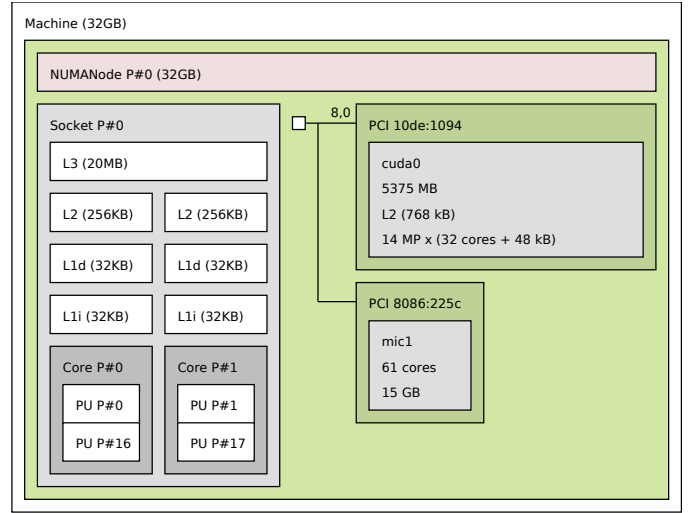 Machine (32GB)
NUMANode P#0 (32GB)
Socket P#0
L3 (20MB)
L2 (256KB)
L2 (256KB)
L1d (32KB)
L1d (32KB)
L1i (32KB)
L1i (32KB)
Core P#0
PU P#0
PU P#16
Core P#1
PU P#1
PU P#17
8,0
PCI 10de:1094
cuda0
5375 MB
L2 (768 kB)
14 MP x (32 cores + 48 kB)
PCI 8086:225c
mic1
61 cores
15 GB